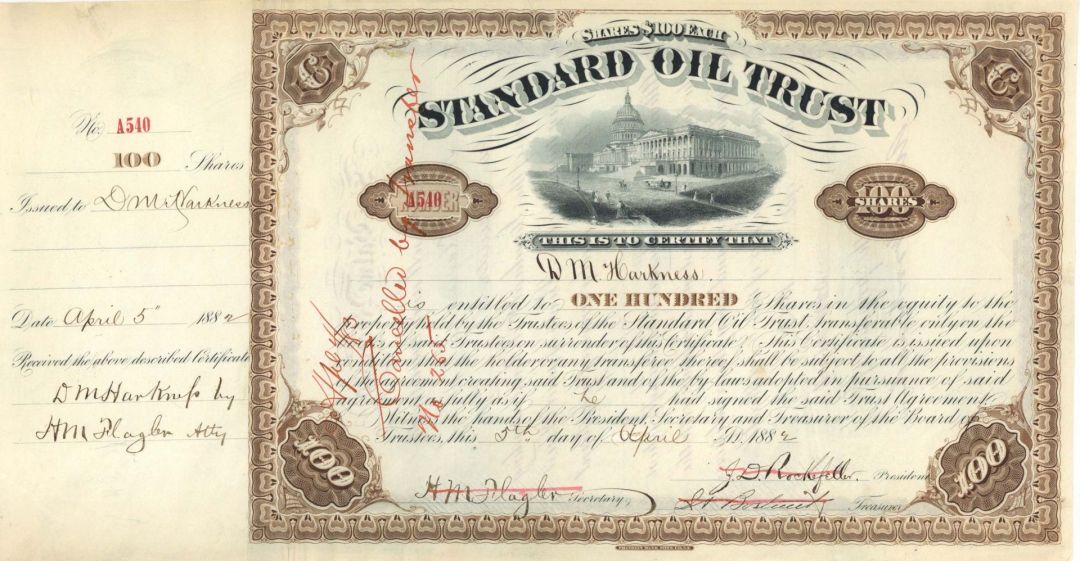 No. A540
100 Shares
Issued to D M Harkness
Date April 5" 1882
Received the above described Certificate
D M Harkness by
H M Flagler Atty
SHARES $100 EACH
STANDARD OIL TRUST
A540
100
SHARES
THIS IS TO CERTIFY THAT
D M Harkness
is entitled to ONE HUNDRED Shares in the equity to the
property held by the Trustees of the Standard Oil Trust, transferable only on the
books of said Trustees on surrender of this Certificate. This Certificate is issued upon
condition that the holder or any transferee thereof shall be subject to all the provisions
of the agreement creating said Trust and of the by-laws adopted in pursuance of said
agreement as fully as if he had signed the said Trust Agreement.
Witness the hands of the President, Secretary and Treasurer of the Board of
Trustees, this 5th day of April A.D. 1882
H M Flagler Secretary,
J. D. Rockefeller. President
Treasurer
100
100
Cancelled by transfer
No 255